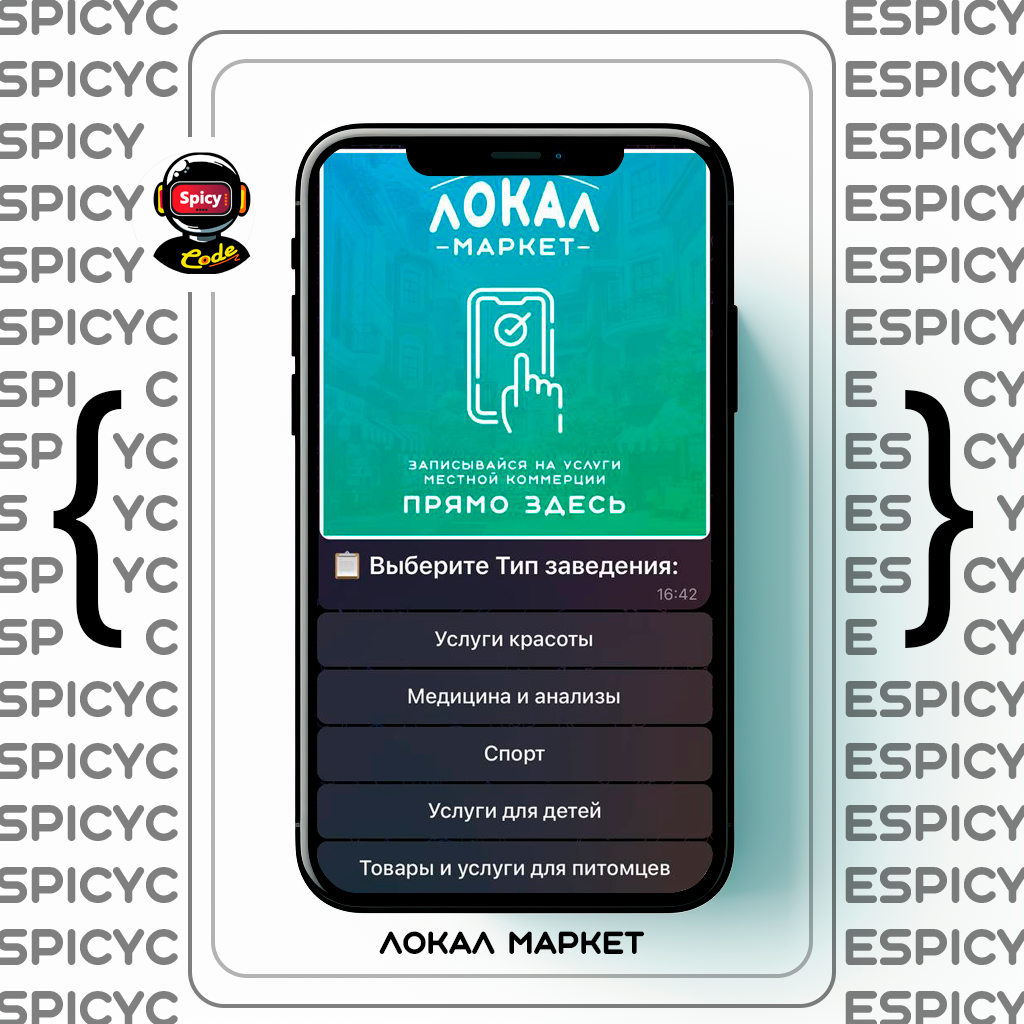 SPICYC
SPICYC
SPICY
SPICY
SPICY
SPICYC
SPI C
SP YC
S YC
SP YC
SP C
SPICYC
SPICYC
SPICYC
SPICYC
SPICYC
SPICYC
{
Spicy
Code
ЛОКАЛ
–МАРКЕТ–
ЗАПИСЫВАЙСЯ НА УСЛУГИ
МЕСТНОЙ КОММЕРЦИИ
ПРЯМО ЗДЕСЬ
📋 Выберите Тип заведения:
16:42
Услуги красоты
Медицина и анализы
Спорт
Услуги для детей
Товары и услуги для питомцев
ЛОКАЛ МАРКЕТ
}
ESPICY
ESPICY
ESPICY
ESPICY
ESPICY
ESPICY
E CY
ES CY
ES Y
ES CY
E CY
ESPICY
ESPICY
ESPICY
ESPICY
ESPICY
ESPICY